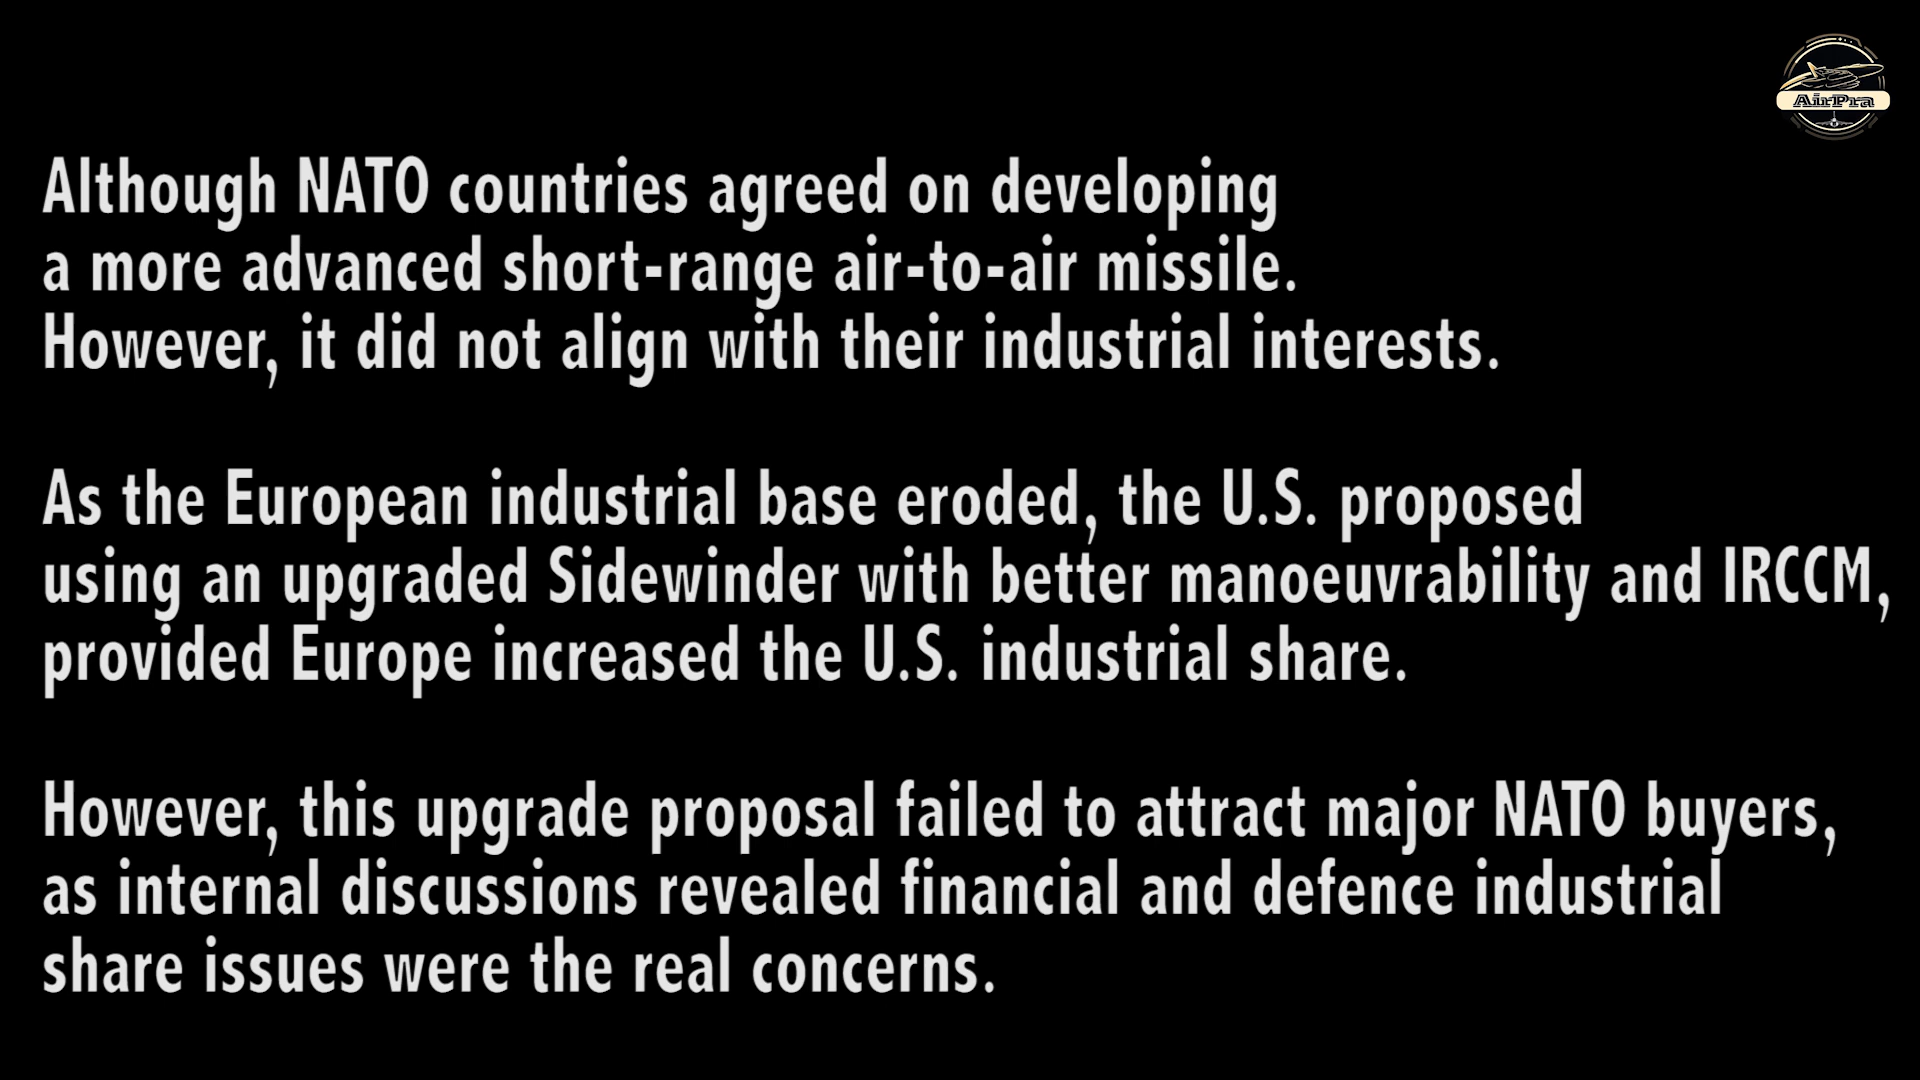 AirPra
Although NATO countries agreed on developing
a more advanced short-range air-to-air missile.
However, it did not align with their industrial interests.
As the European industrial base eroded, the U.S. proposed
using an upgraded Sidewinder with better manoeuvrability and IRCCM,
provided Europe increased the U.S. industrial share.
However, this upgrade proposal failed to attract major NATO buyers,
as internal discussions revealed financial and defence industrial
share issues were the real concerns.